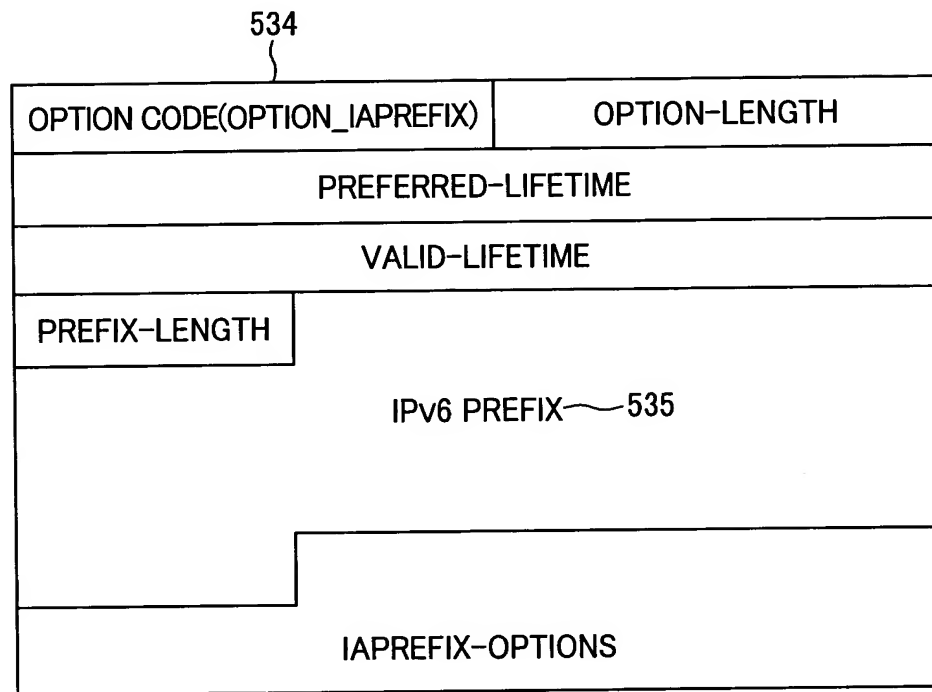 534
OPTION CODE(OPTION_IAPREFIX) OPTION-LENGTH
PREFERRED-LIFETIME
VALID-LIFETIME
PREFIX-LENGTH
IPv6 PREFIX 535
IAPREFIX-OPTIONS